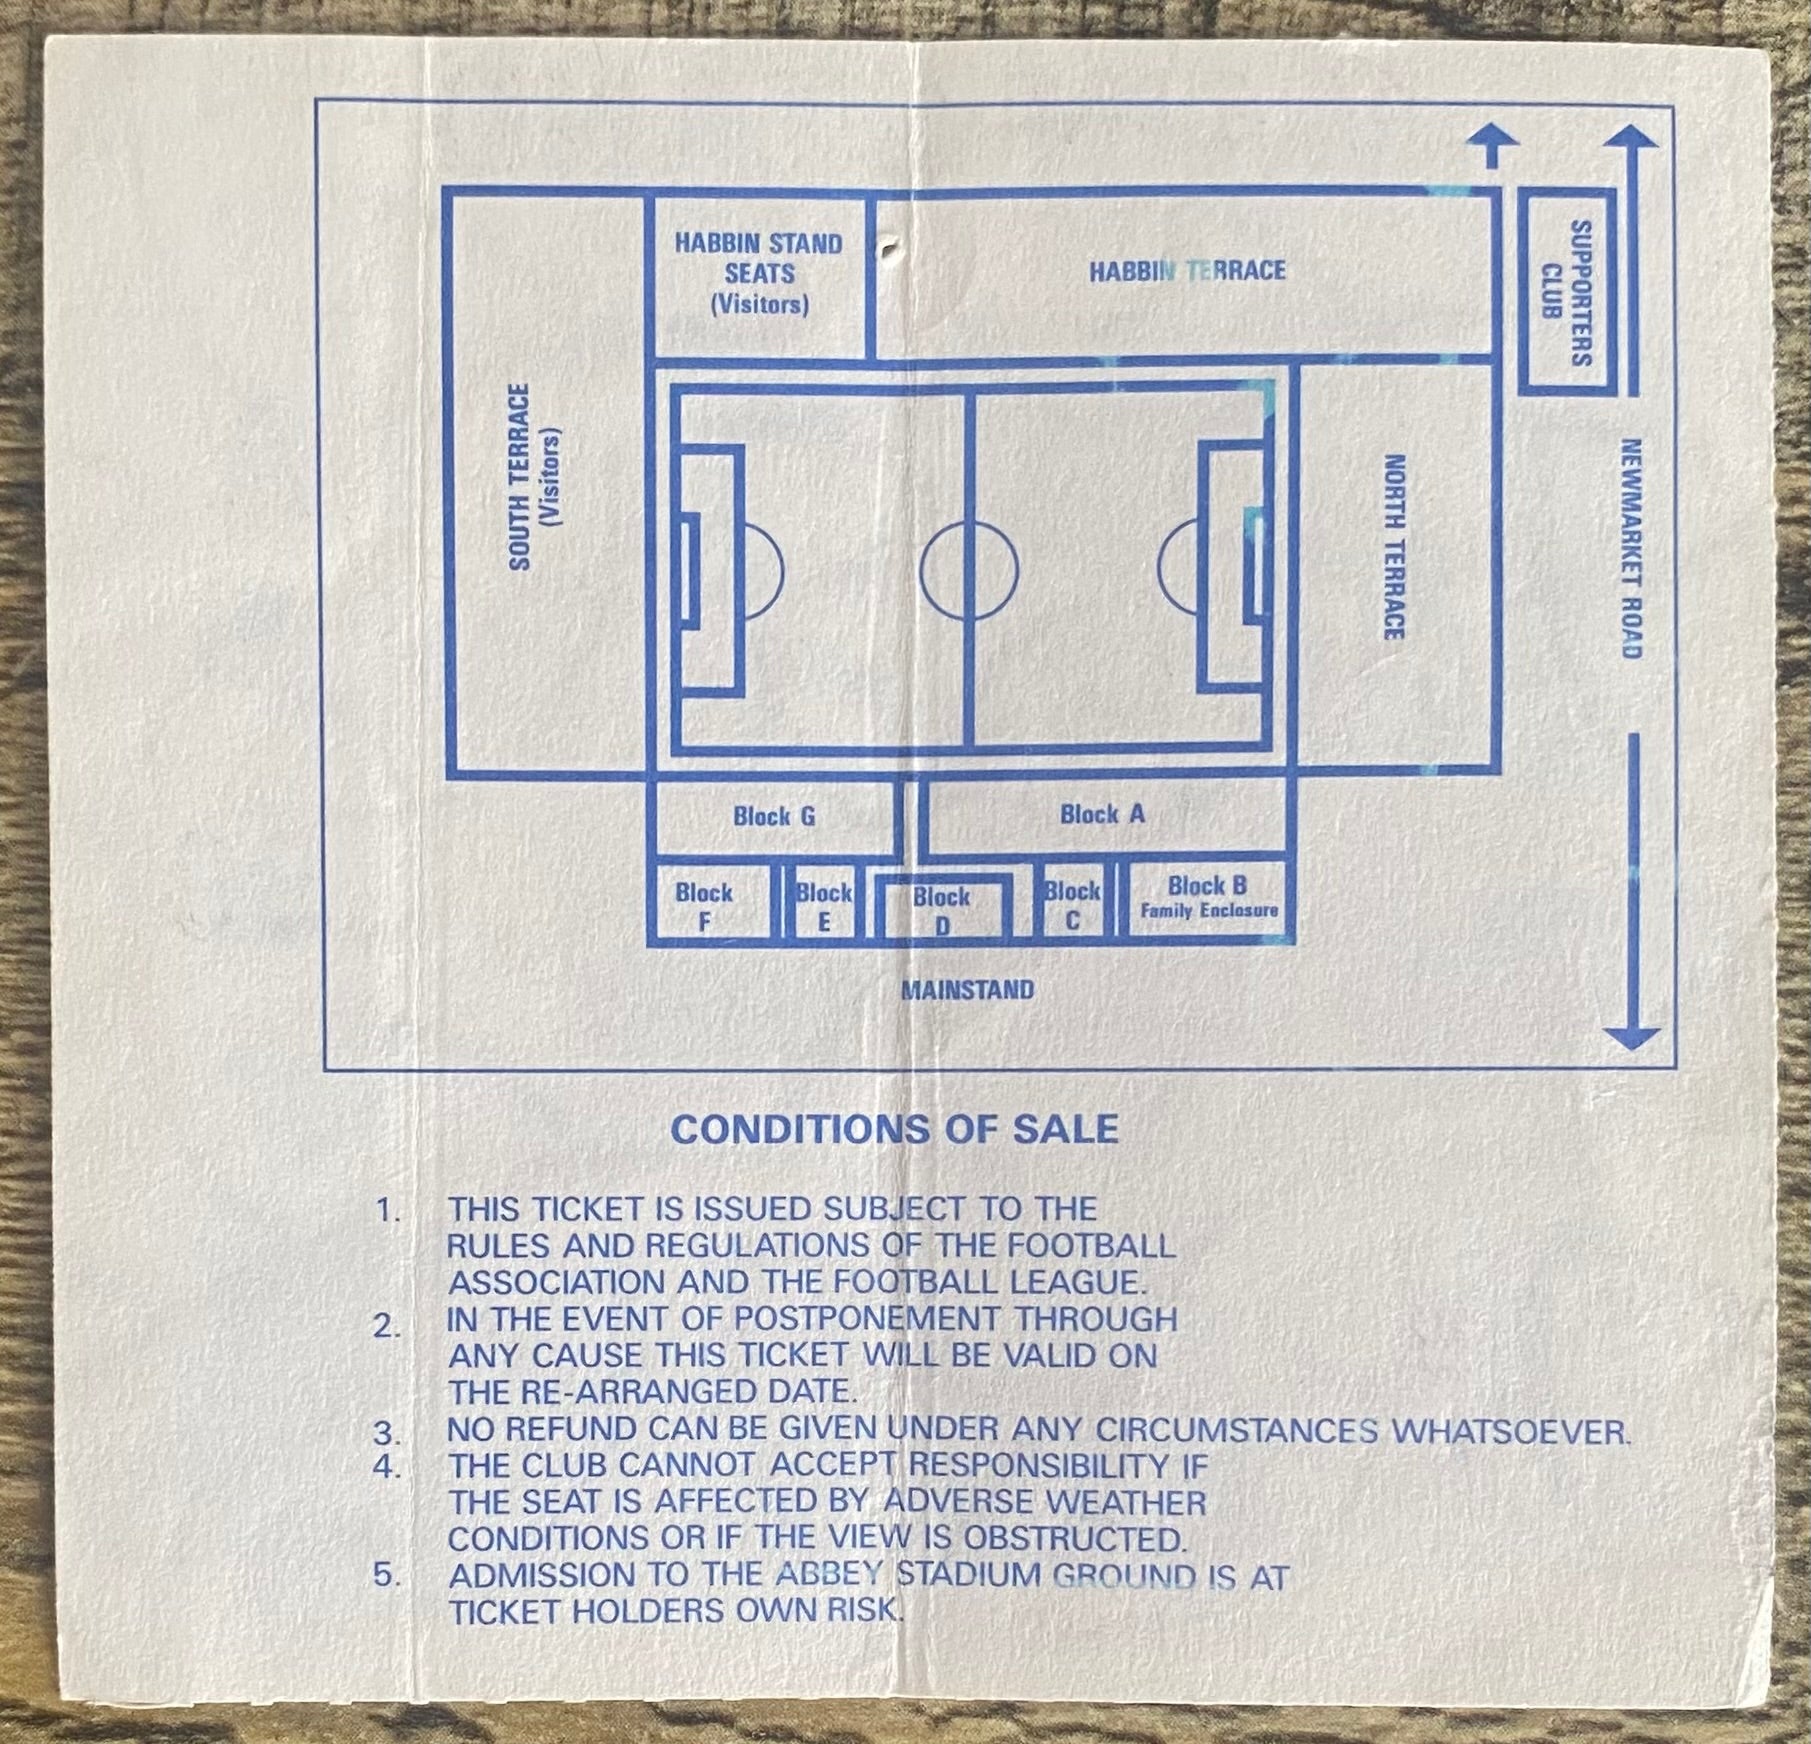 HABBIN STAND
SEATS
(Visitors)
HABBIN TERRACE
SUPPORTERS
CLUB
SOUTH TERRACE
(Visitors)
NORTH TERRACE
NEWMARKET ROAD
Block G
Block A
Block
F
Block
E
Block
D
Block
C
Block B
Family Enclosure
MAINSTAND
CONDITIONS OF SALE
1. THIS TICKET IS ISSUED SUBJECT TO THE
RULES AND REGULATIONS OF THE FOOTBALL
ASSOCIATION AND THE FOOTBALL LEAGUE.
2. IN THE EVENT OF POSTPONEMENT THROUGH
ANY CAUSE THIS TICKET WILL BE VALID ON
THE RE-ARRANGED DATE.
3. NO REFUND CAN BE GIVEN UNDER ANY CIRCUMSTANCES WHATSOEVER.
4. THE CLUB CANNOT ACCEPT RESPONSIBILITY IF
THE SEAT IS AFFECTED BY ADVERSE WEATHER
CONDITIONS OR IF THE VIEW IS OBSTRUCTED.
5. ADMISSION TO THE ABBEY STADIUM GROUND IS AT
TICKET HOLDERS OWN RISK.